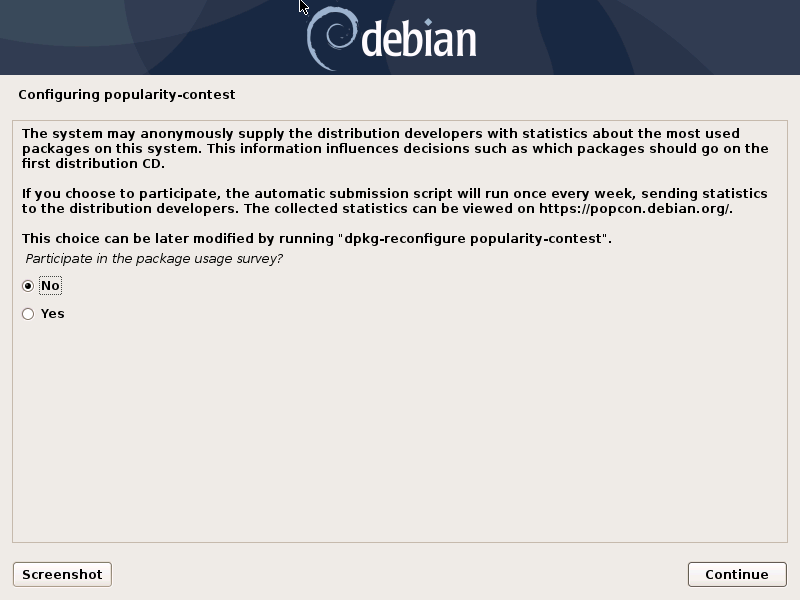 debian
Configuring popularity-contest
The system may anonymously supply the distribution developers with statistics about the most used
packages on this system. This information influences decisions such as which packages should go on the
first distribution CD.
If you choose to participate, the automatic submission script will run once every week, sending statistics
to the distribution developers. The collected statistics can be viewed on https://popcon.debian.org/.
This choice can be later modified by running "dpkg-reconfigure popularity-contest".
Participate in the package usage survey?
No
Yes
Screenshot
Continue